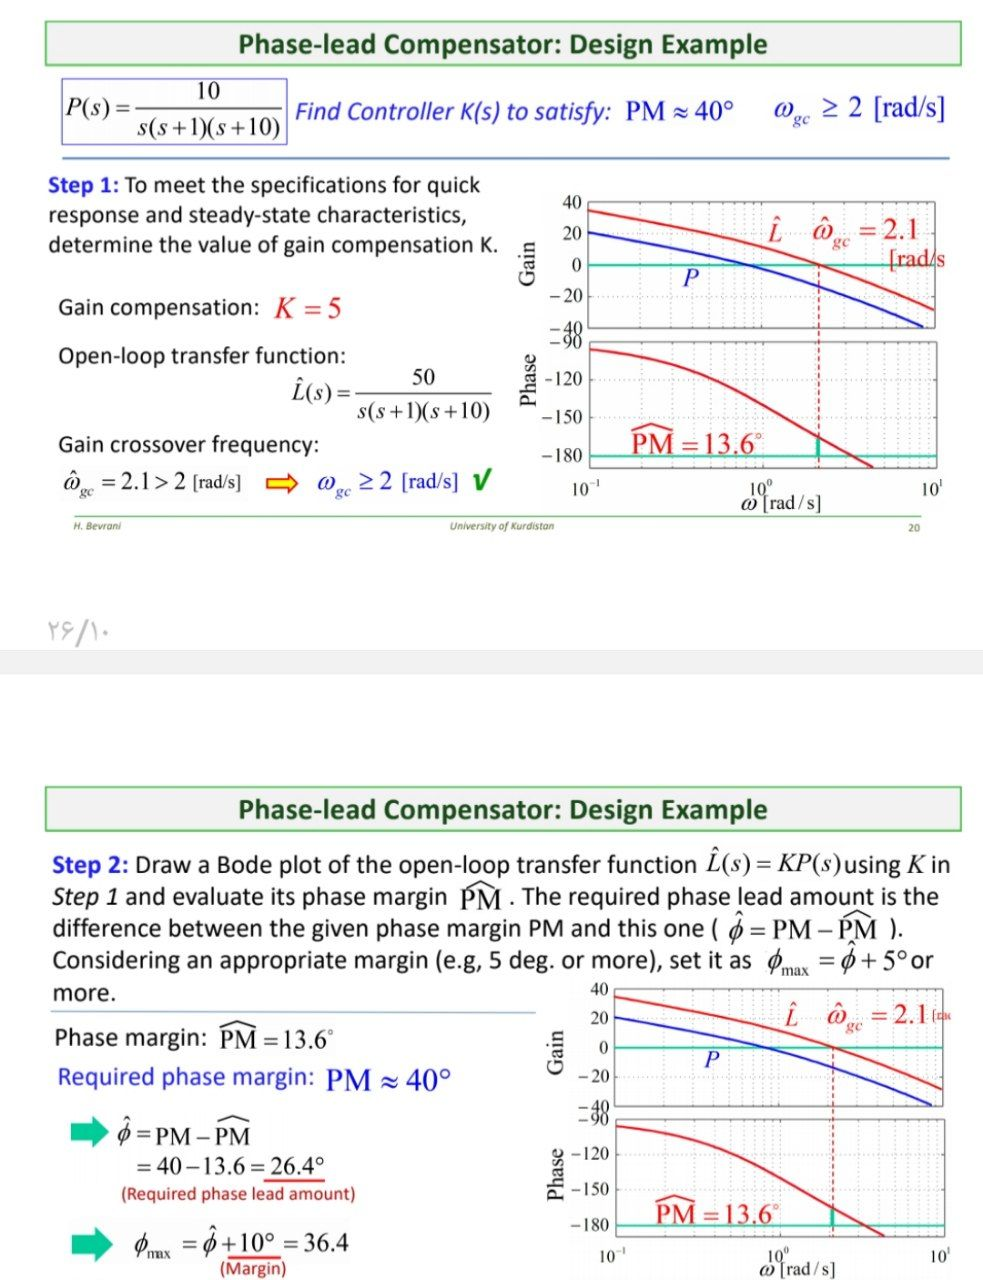 Phase-lead Compensator: Design Example
P(s) = 10 / s(s+1)(s+10) Find Controller K(s) to satisfy: PM ≈ 40° ω_gc ≥ 2 [rad/s]
Step 1: To meet the specifications for quick
response and steady-state characteristics,
determine the value of gain compensation K.
Gain compensation: K = 5
Open-loop transfer function:
L̂(s) = 50 / s(s+1)(s+10)
Gain crossover frequency:
ω̂_gc = 2.1 > 2 [rad/s] ⇨ ω_gc ≥ 2 [rad/s] ✓
Gain
40
20
0
−20
−40
L̂ ω̂_gc = 2.1
[rad/s
P
Phase
−90
−120
−150
−180
P̂M = 13.6°
10⁻¹ 10⁰ 10¹
ω [rad/s]
H. Bevrani University of Kurdistan 20
۲۶/۱۰
Phase-lead Compensator: Design Example
Step 2: Draw a Bode plot of the open-loop transfer function L̂(s) = KP(s) using K in
Step 1 and evaluate its phase margin P̂M . The required phase lead amount is the
difference between the given phase margin PM and this one ( ϕ̂ = PM − P̂M ).
Considering an appropriate margin (e.g, 5 deg. or more), set it as ϕ_max = ϕ̂ + 5° or
more.
Phase margin: P̂M = 13.6°
Required phase margin: PM ≈ 40°
ϕ̂ = PM − P̂M
= 40 − 13.6 = 26.4°
(Required phase lead amount)
ϕ_max = ϕ̂ + 10° = 36.4
(Margin)
Gain
40
20
0
−20
−40
L̂ ω̂_gc = 2.1
P
Phase
−90
−120
−150
−180
P̂M = 13.6°
10⁻¹ 10⁰ 10¹
ω [rad/s]